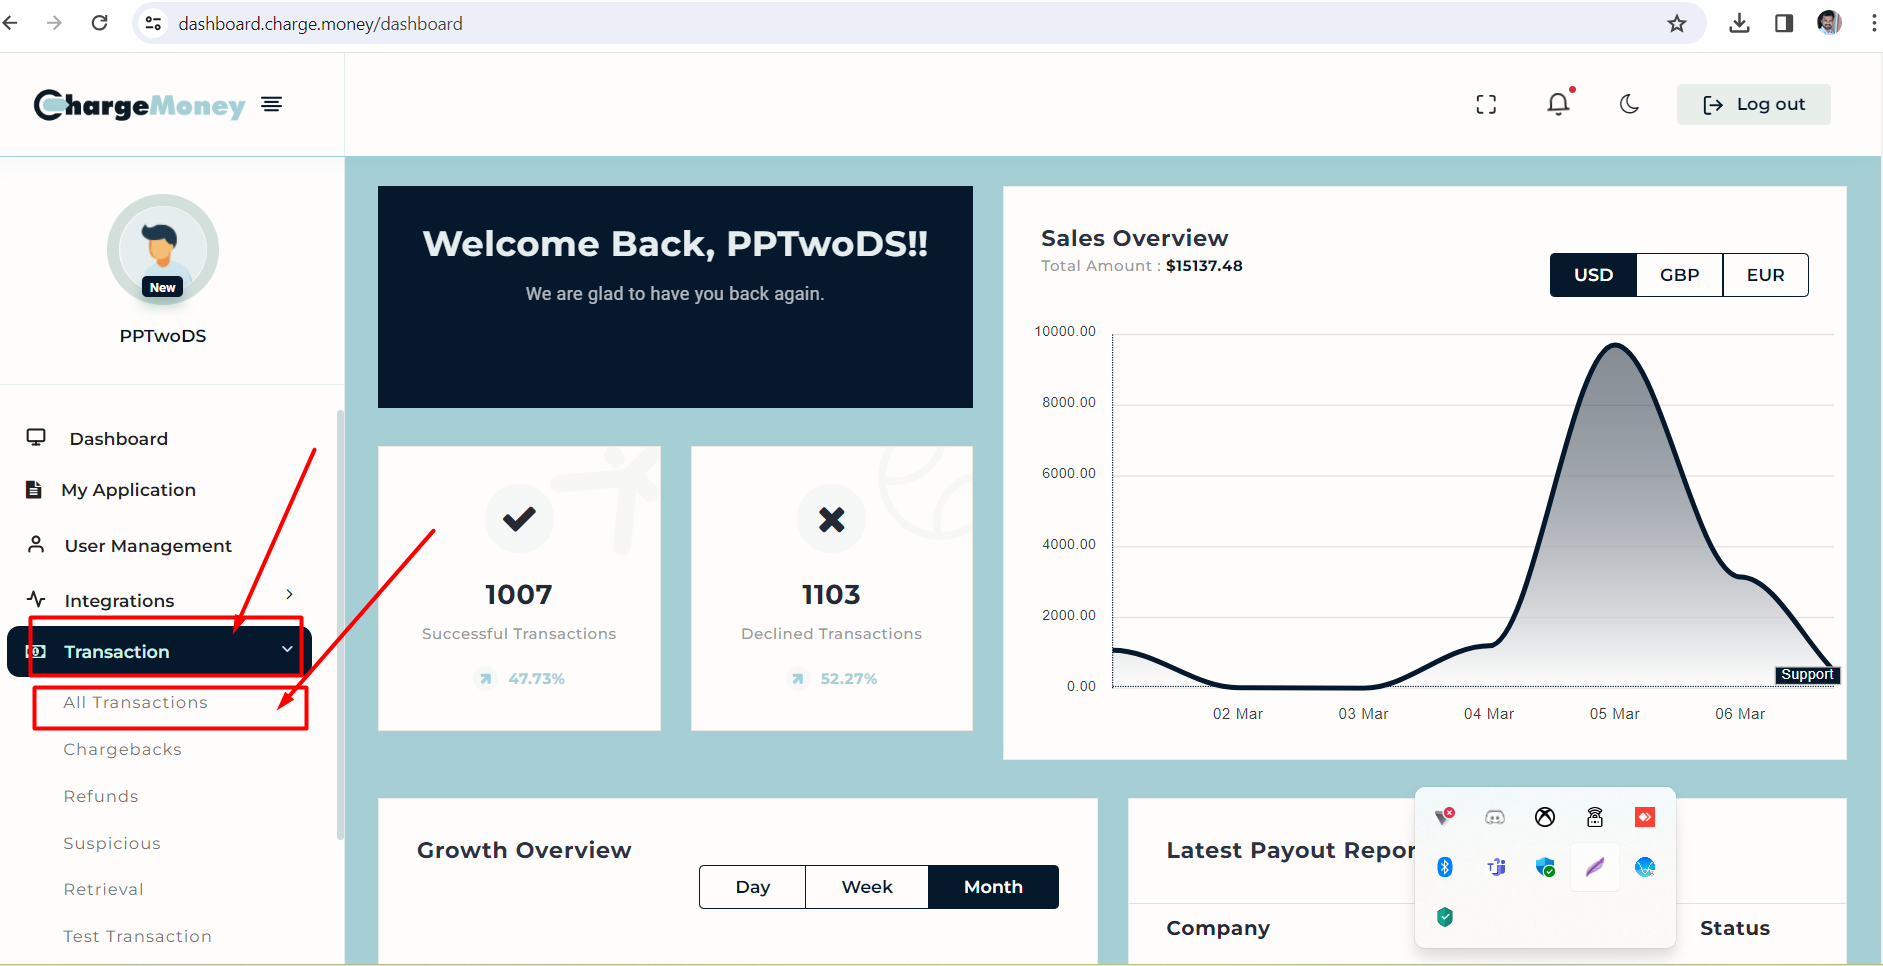 dashboard.charge.money/dashboard
ChargeMoney
Log out
New
PPTwoDS
Dashboard
My Application
User Management
Integrations
Transaction
All Transactions
Chargebacks
Refunds
Suspicious
Retrieval
Test Transaction
Welcome Back, PPTwoDS!!
We are glad to have you back again.
1007
Successful Transactions
47.73%
1103
Declined Transactions
52.27%
Sales Overview
Total Amount : $15137.48
USD GBP EUR
10000.00
8000.00
6000.00
4000.00
2000.00
0.00
Support
02 Mar 03 Mar 04 Mar 05 Mar 06 Mar
Growth Overview
Day Week Month
Latest Payout Repor
Company Status